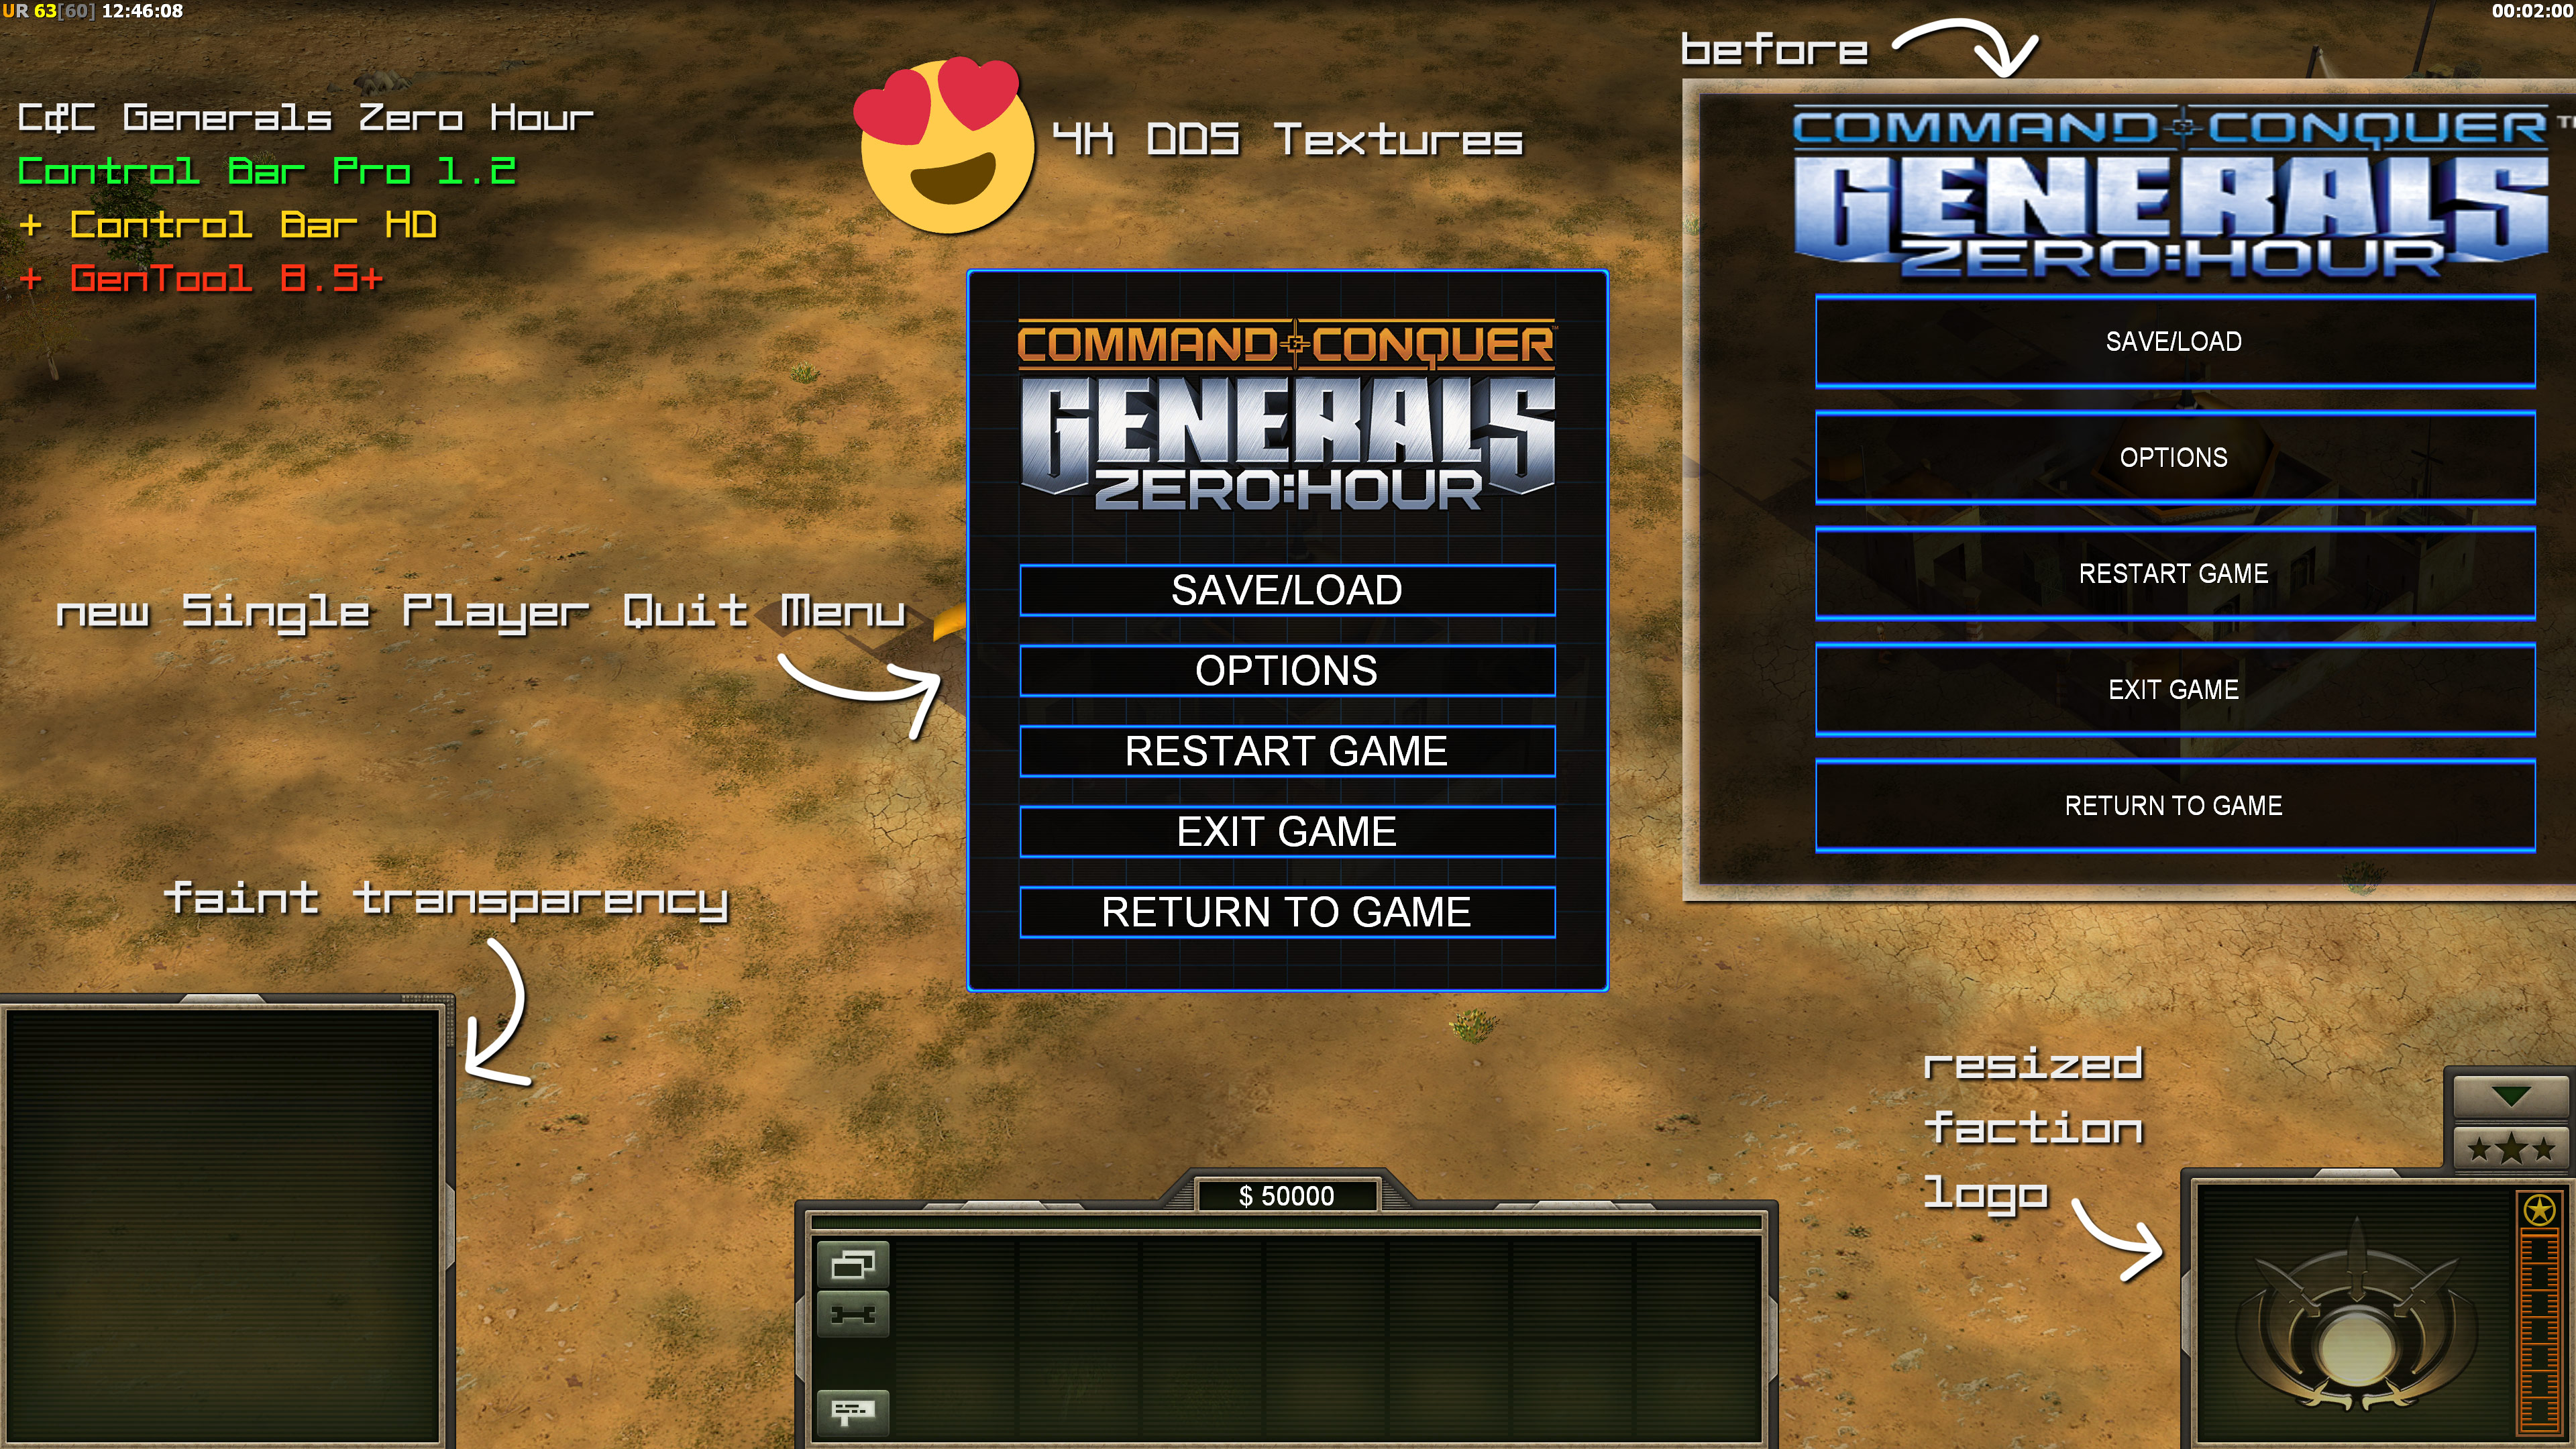 UR 63[60] 12:46:08
00:02:00
before
C&C Generals Zero Hour
Control Bar Pro 1.2
+ Control Bar HD
+ GenTool 8.5+
4K DDS Textures
COMMAND CONQUER™
GENERALS
ZERO:HOUR
SAVE/LOAD
OPTIONS
RESTART GAME
EXIT GAME
RETURN TO GAME
COMMAND CONQUER™
GENERALS
ZERO:HOUR
SAVE/LOAD
OPTIONS
RESTART GAME
EXIT GAME
RETURN TO GAME
new Single Player Quit Menu
faint transparency
resized
faction
logo
$ 50000